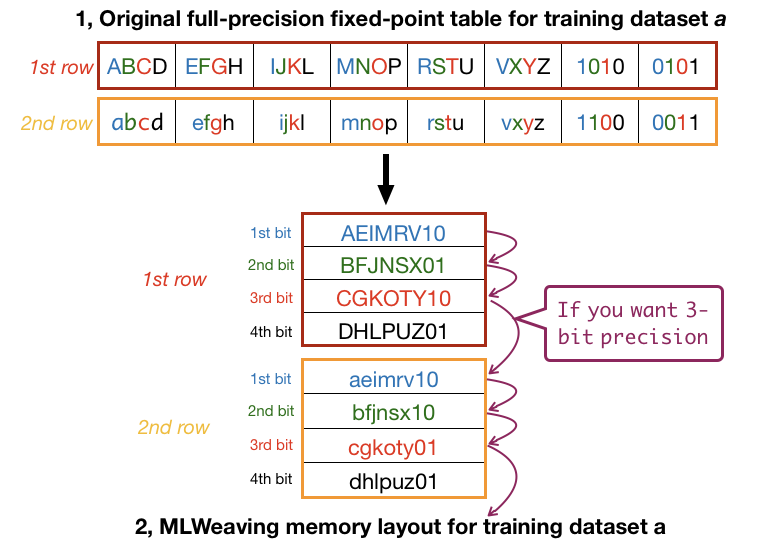 1, Original full-precision fixed-point table for training dataset a
1st row ABCD EFGH IJKL MNOP RSTU VXYZ 1010 0101
2nd row abcd efgh ijkl mnop rstu vxyz 1100 0011
1st bit AEIMRV10
2nd bit BFJNSX01
1st row
3rd bit CGKOTY10
4th bit DHLPUZ01
If you want 3-
bit precision
1st bit aeimrv10
2nd bit bfjnsx10
2nd row
3rd bit cgkoty01
4th bit dhlpuz01
2, MLWeaving memory layout for training dataset a